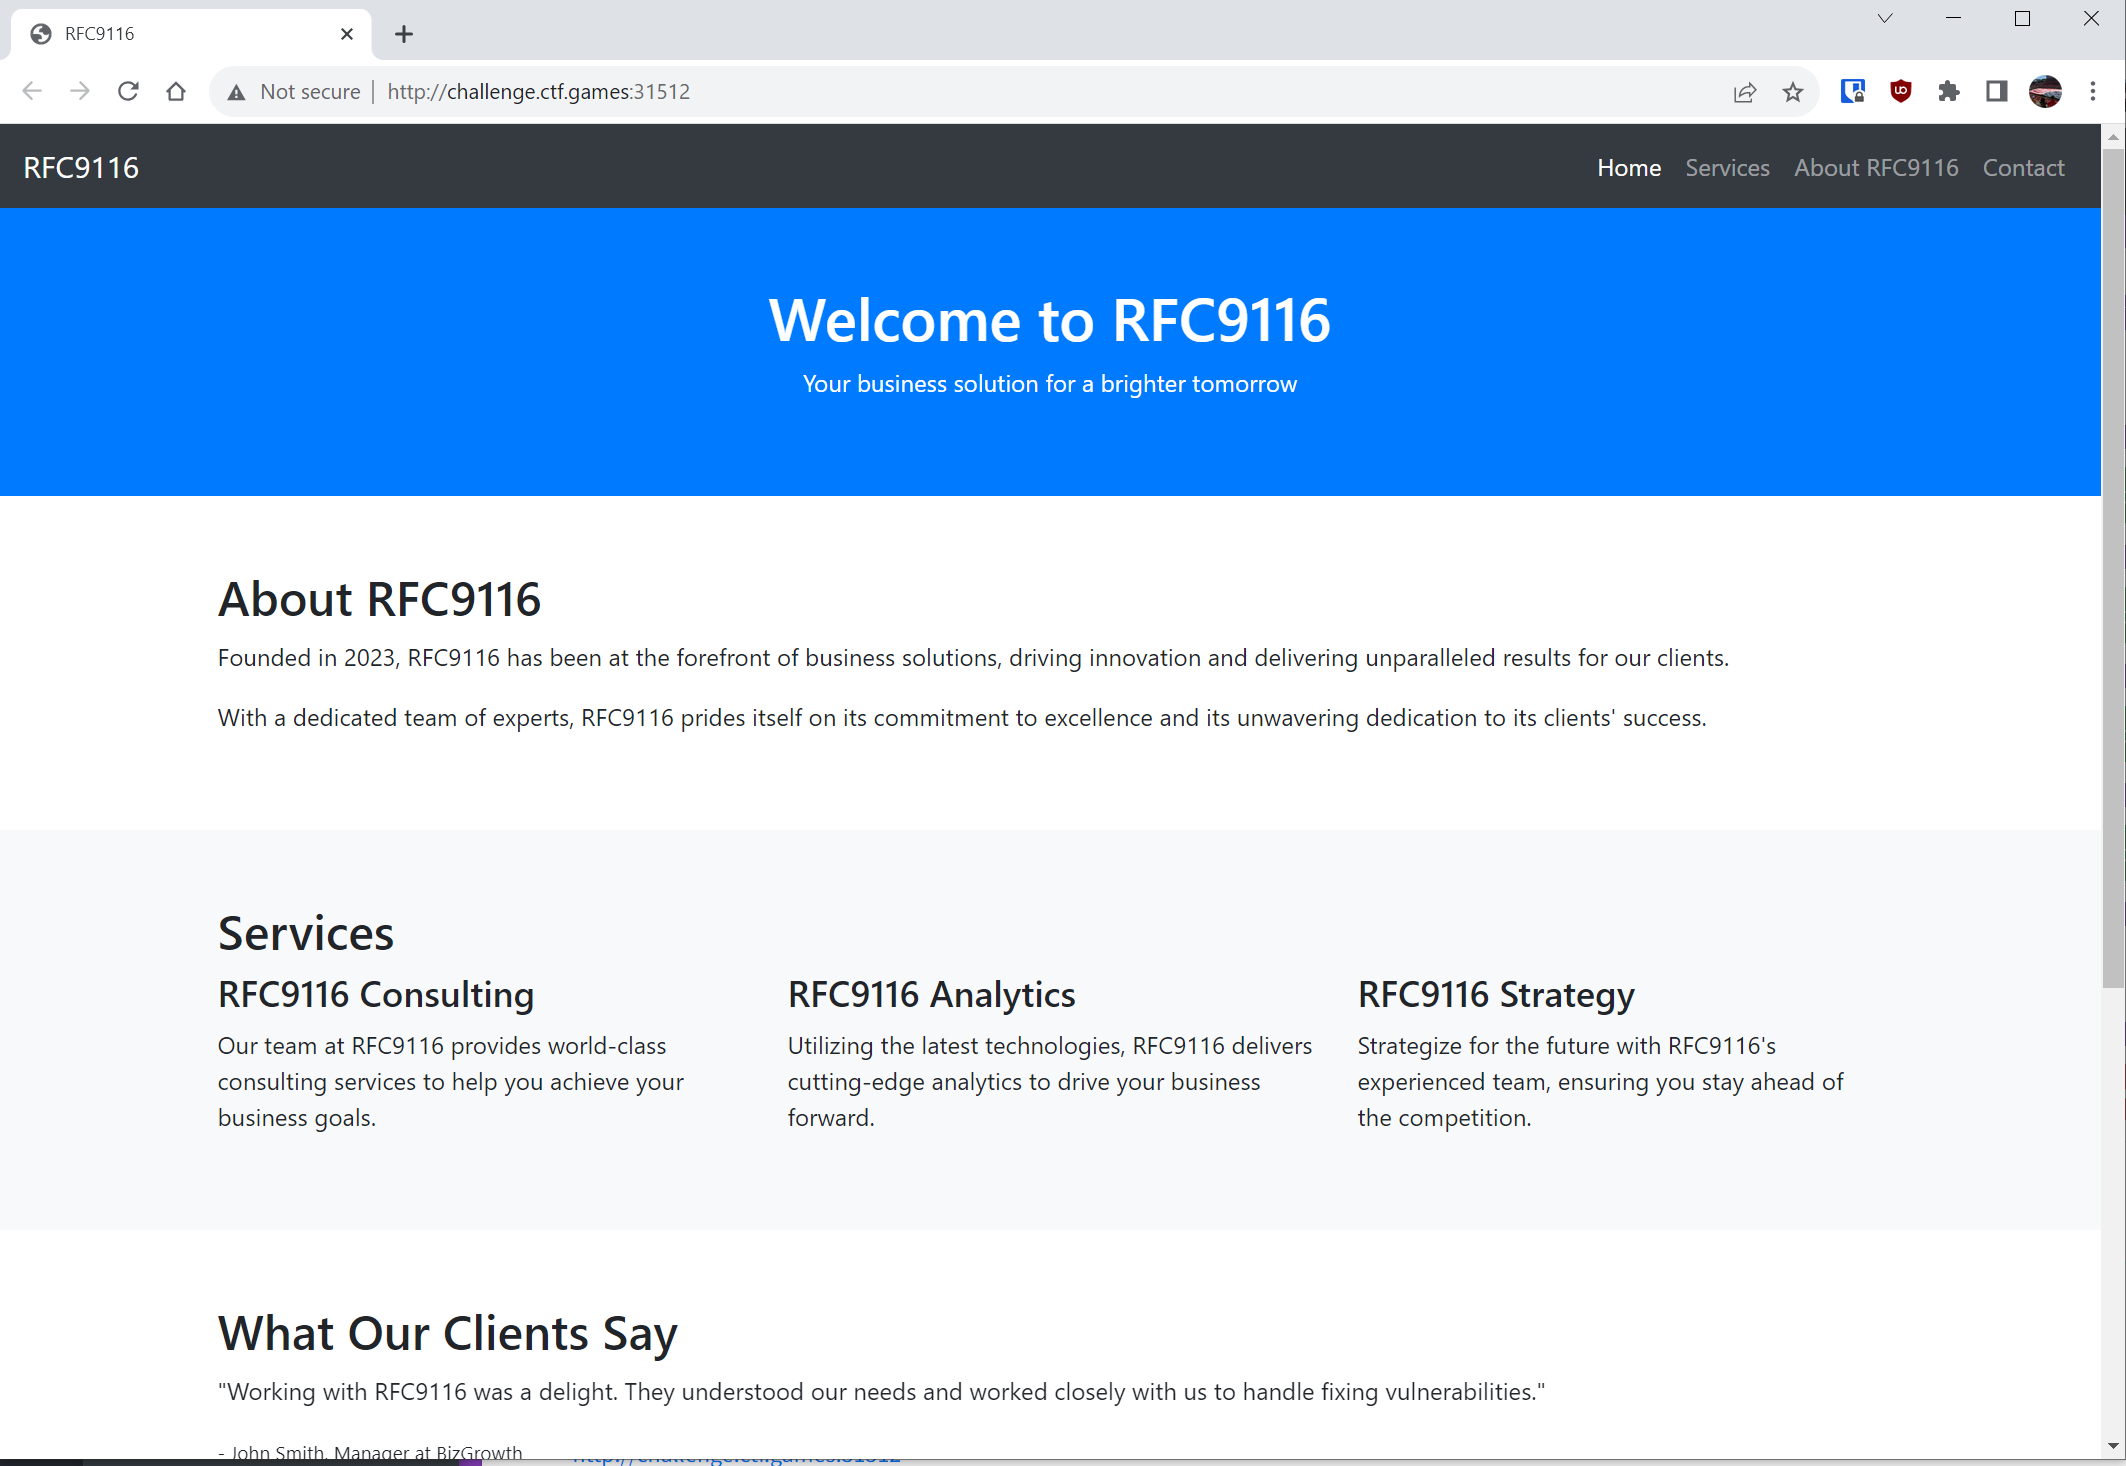 RFC9116
Not secure
http://challenge.ctf.games:31512
RFC9116
Home Services About RFC9116 Contact
Welcome to RFC9116
Your business solution for a brighter tomorrow
About RFC9116
Founded in 2023, RFC9116 has been at the forefront of business solutions, driving innovation and delivering unparalleled results for our clients.
With a dedicated team of experts, RFC9116 prides itself on its commitment to excellence and its unwavering dedication to its clients' success.
Services
RFC9116 Consulting
Our team at RFC9116 provides world-class
consulting services to help you achieve your
business goals.
RFC9116 Analytics
Utilizing the latest technologies, RFC9116 delivers
cutting-edge analytics to drive your business
forward.
RFC9116 Strategy
Strategize for the future with RFC9116's
experienced team, ensuring you stay ahead of
the competition.
What Our Clients Say
"Working with RFC9116 was a delight. They understood our needs and worked closely with us to handle fixing vulnerabilities."
- John Smith, Manager at BizGrowth
http://challenge.ctf.games:31512